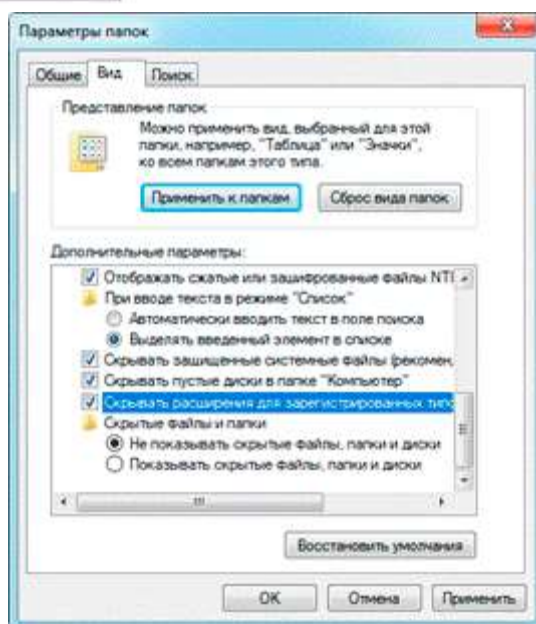 Параметры папок
Общие Вид Поиск
Представление папок
Можно применить вид, выбранный для этой
папки, например, "Таблица" или "Значки",
ко всем папкам этого типа.
Применить к папкам Сброс вида папок
Дополнительные параметры:
Отображать сжатые или зашифрованные файлы NTI
При вводе текста в режиме "Список"
Автоматически вводить текст в поле поиска
Выделять введенный элемент в списке
Скрывать защищенные системные файлы (рекомен,
Скрывать пустые диски в папке "Компьютер"
Скрывать расширения для зарегистрированных типо
Скрытые файлы и папки
Не показывать скрытые файлы, папки и диски
Показывать скрытые файлы, папки и диски
Восстановить умолчания
OK Отмена Применить